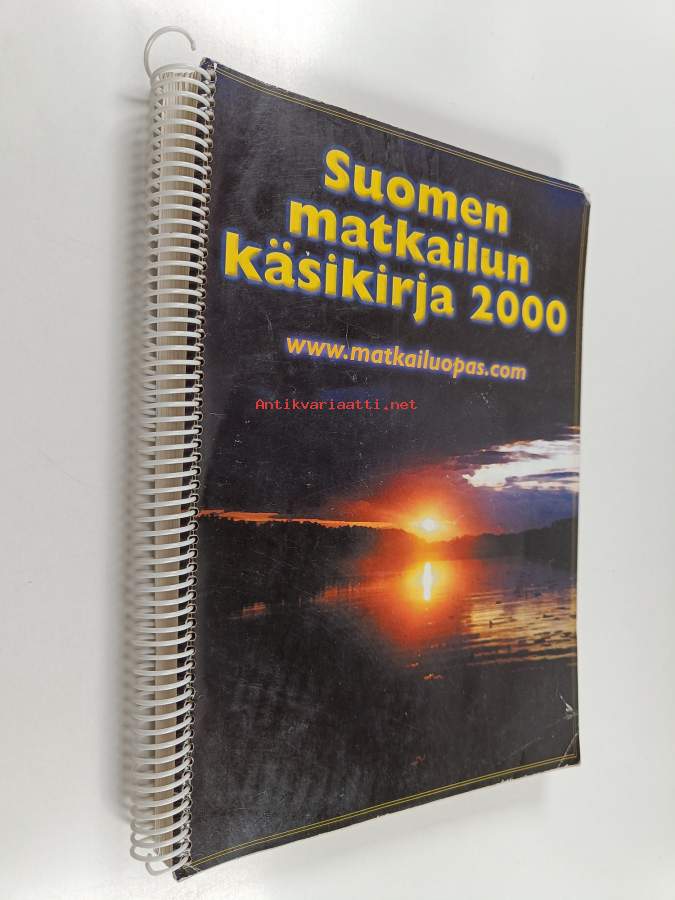 Suomen
matkailun
käsikirja 2000
www.matkailuopas.com
Antikvariaatti.net